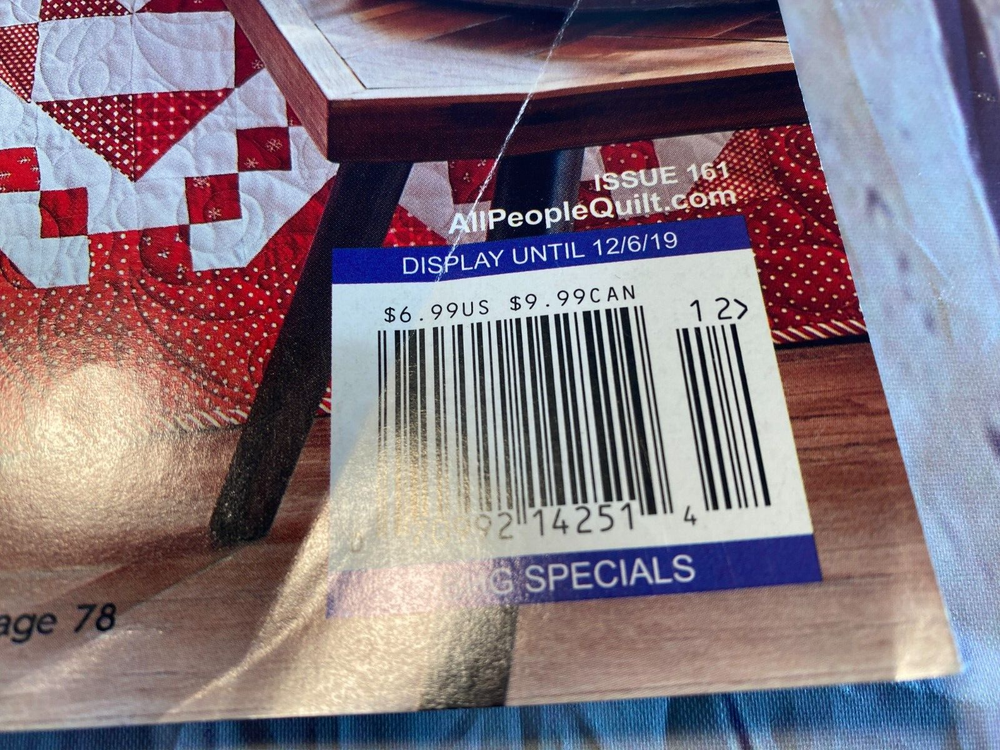 ISSUE 161
AllPeopleQuilt.com
DISPLAY UNTIL 12/6/19
$6.99US $9.99CAN
12>
92 14251 4
SPECIALS
78